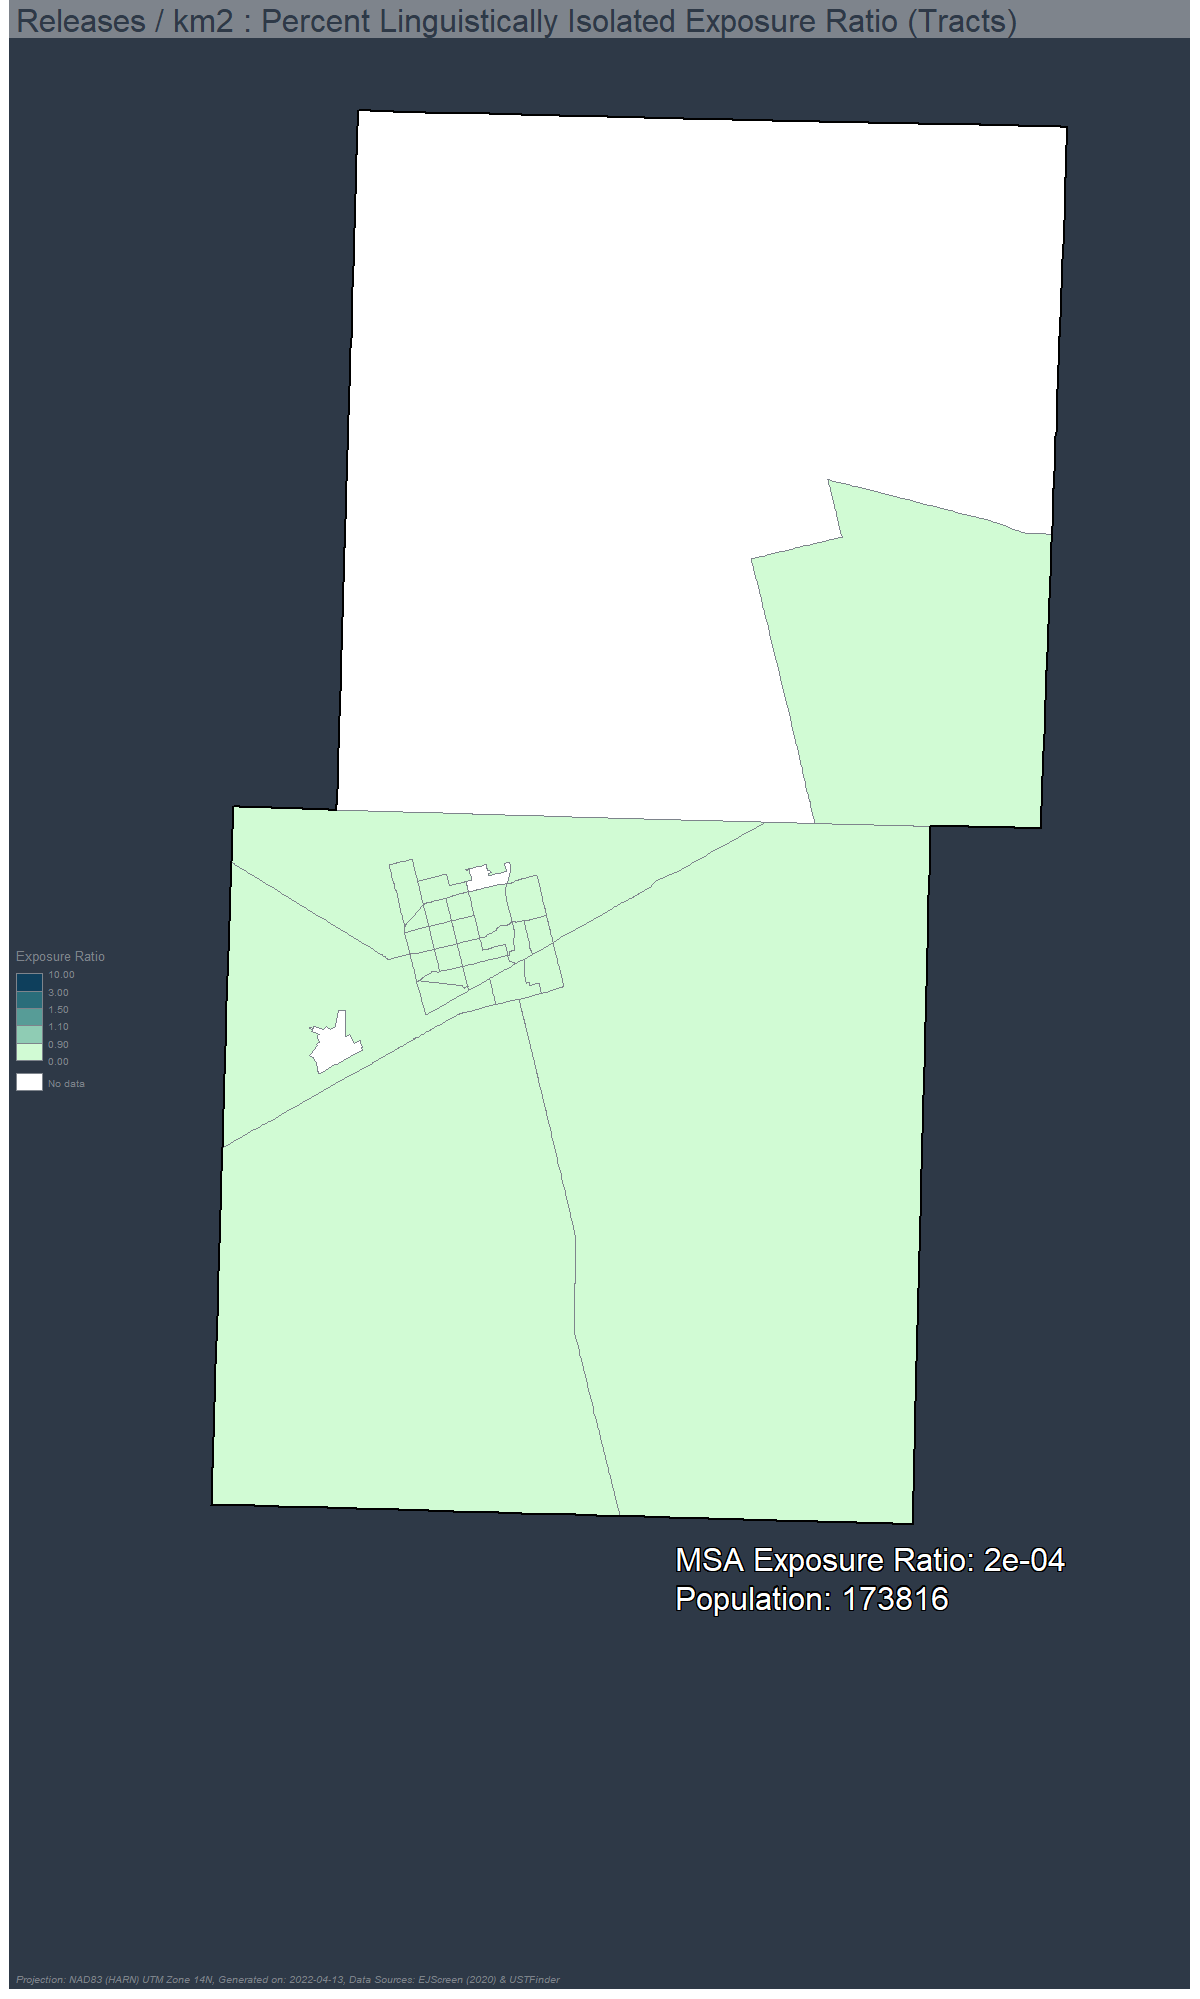 Releases / km2 : Percent Linguistically Isolated Exposure Ratio (Tracts)
Exposure Ratio
10.00
3.00
1.50
1.10
0.90
0.00
No data
MSA Exposure Ratio: 2e-04
Population: 173816
Projection: NAD83 (HARN) UTM Zone 14N, Generated on: 2022-04-13, Data Sources: EJScreen (2020) & USTFinder